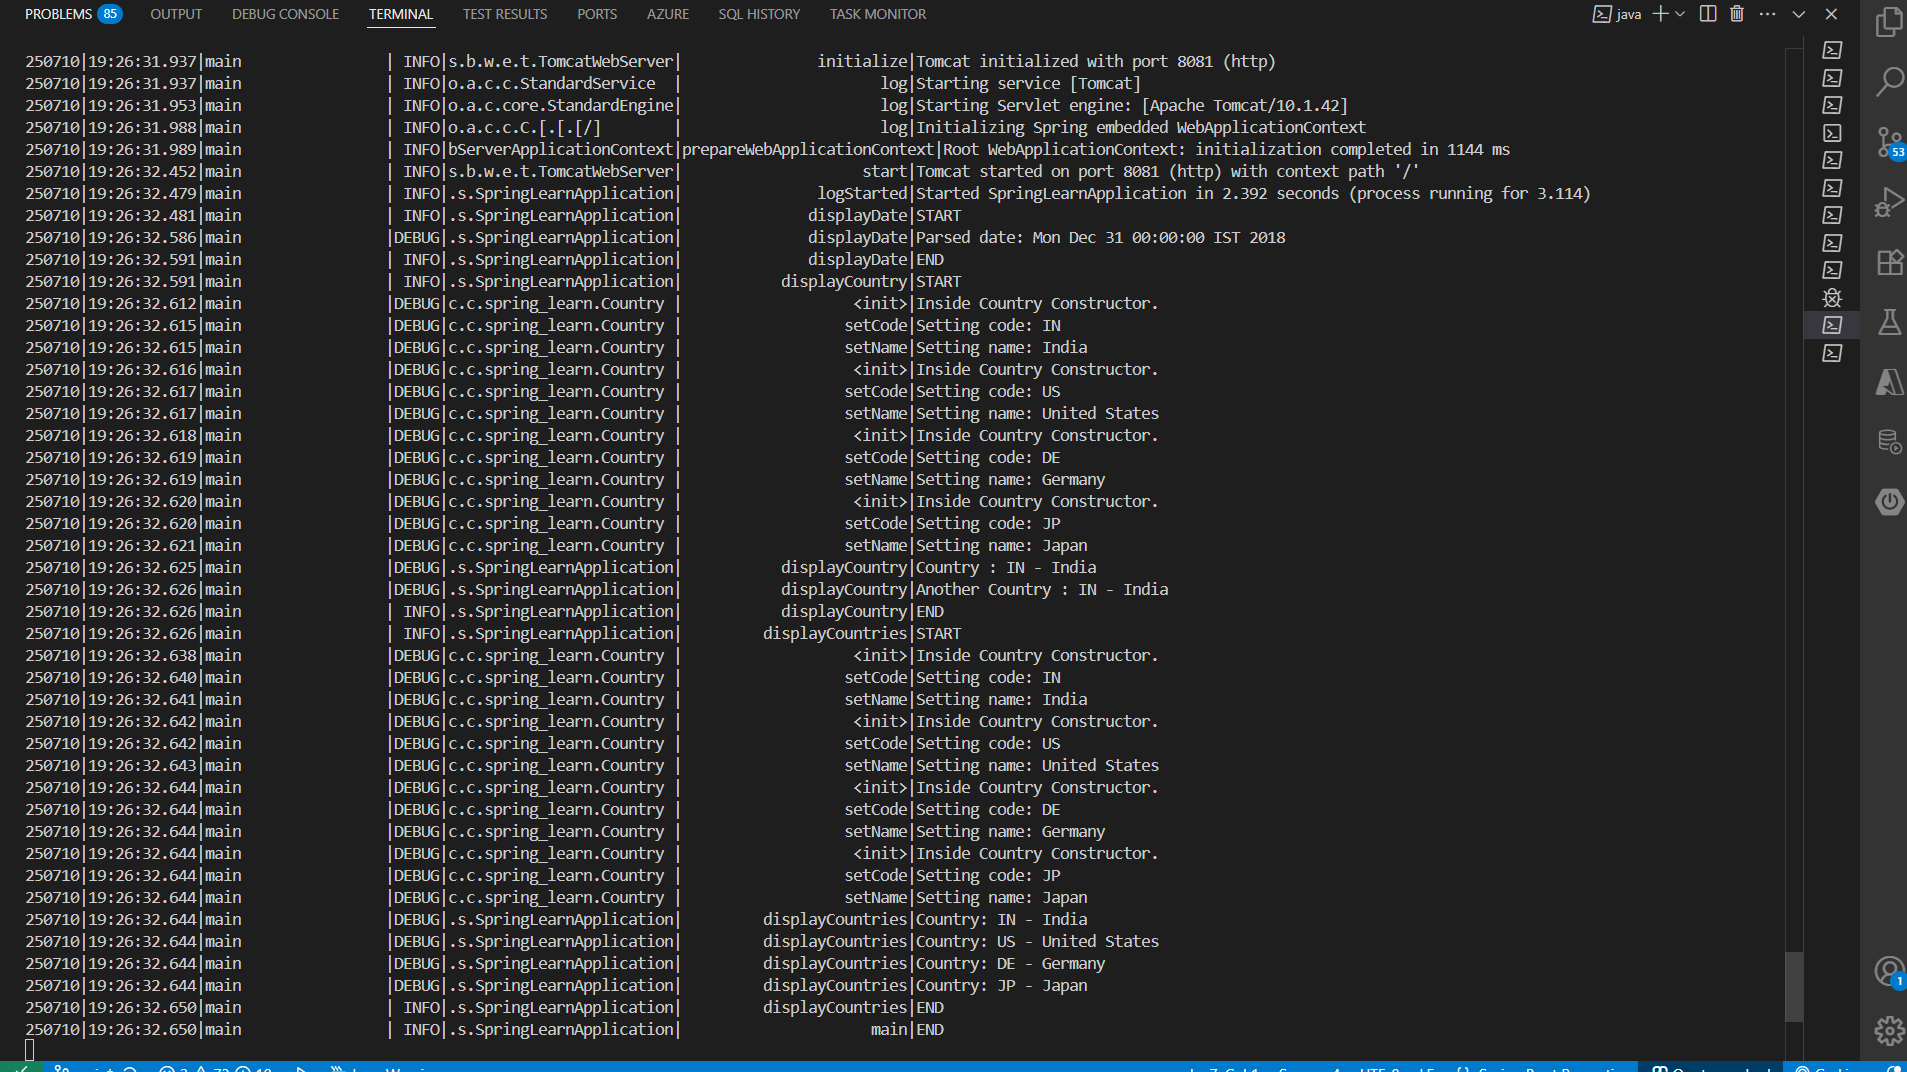 PROBLEMS 85 OUTPUT DEBUG CONSOLE TERMINAL TEST RESULTS PORTS AZURE SQL HISTORY TASK MONITOR java
250710|19:26:31.937|main | INFO|s.b.w.e.t.TomcatWebServer| initialize|Tomcat initialized with port 8081 (http)
250710|19:26:31.937|main | INFO|o.a.c.c.StandardService | log|Starting service [Tomcat]
250710|19:26:31.953|main | INFO|o.a.c.core.StandardEngine| log|Starting Servlet engine: [Apache Tomcat/10.1.42]
250710|19:26:31.988|main | INFO|o.a.c.c.C.[.[.[/] | log|Initializing Spring embedded WebApplicationContext
250710|19:26:31.989|main | INFO|bServerApplicationContext|prepareWebApplicationContext|Root WebApplicationContext: initialization completed in 1144 ms
250710|19:26:32.452|main | INFO|s.b.w.e.t.TomcatWebServer| start|Tomcat started on port 8081 (http) with context path '/'
250710|19:26:32.479|main | INFO|.s.SpringLearnApplication| logStarted|Started SpringLearnApplication in 2.392 seconds (process running for 3.114)
250710|19:26:32.481|main | INFO|.s.SpringLearnApplication| displayDate|START
250710|19:26:32.586|main |DEBUG|.s.SpringLearnApplication| displayDate|Parsed date: Mon Dec 31 00:00:00 IST 2018
250710|19:26:32.591|main | INFO|.s.SpringLearnApplication| displayDate|END
250710|19:26:32.591|main | INFO|.s.SpringLearnApplication| displayCountry|START
250710|19:26:32.612|main |DEBUG|c.c.spring_learn.Country | <init>|Inside Country Constructor.
250710|19:26:32.615|main |DEBUG|c.c.spring_learn.Country | setCode|Setting code: IN
250710|19:26:32.615|main |DEBUG|c.c.spring_learn.Country | setName|Setting name: India
250710|19:26:32.616|main |DEBUG|c.c.spring_learn.Country | <init>|Inside Country Constructor.
250710|19:26:32.617|main |DEBUG|c.c.spring_learn.Country | setCode|Setting code: US
250710|19:26:32.617|main |DEBUG|c.c.spring_learn.Country | setName|Setting name: United States
250710|19:26:32.618|main |DEBUG|c.c.spring_learn.Country | <init>|Inside Country Constructor.
250710|19:26:32.619|main |DEBUG|c.c.spring_learn.Country | setCode|Setting code: DE
250710|19:26:32.619|main |DEBUG|c.c.spring_learn.Country | setName|Setting name: Germany
250710|19:26:32.620|main |DEBUG|c.c.spring_learn.Country | <init>|Inside Country Constructor.
250710|19:26:32.620|main |DEBUG|c.c.spring_learn.Country | setCode|Setting code: JP
250710|19:26:32.621|main |DEBUG|c.c.spring_learn.Country | setName|Setting name: Japan
250710|19:26:32.625|main |DEBUG|.s.SpringLearnApplication| displayCountry|Country : IN - India
250710|19:26:32.626|main |DEBUG|.s.SpringLearnApplication| displayCountry|Another Country : IN - India
250710|19:26:32.626|main | INFO|.s.SpringLearnApplication| displayCountry|END
250710|19:26:32.626|main | INFO|.s.SpringLearnApplication| displayCountries|START
250710|19:26:32.638|main |DEBUG|c.c.spring_learn.Country | <init>|Inside Country Constructor.
250710|19:26:32.640|main |DEBUG|c.c.spring_learn.Country | setCode|Setting code: IN
250710|19:26:32.641|main |DEBUG|c.c.spring_learn.Country | setName|Setting name: India
250710|19:26:32.642|main |DEBUG|c.c.spring_learn.Country | <init>|Inside Country Constructor.
250710|19:26:32.642|main |DEBUG|c.c.spring_learn.Country | setCode|Setting code: US
250710|19:26:32.643|main |DEBUG|c.c.spring_learn.Country | setName|Setting name: United States
250710|19:26:32.644|main |DEBUG|c.c.spring_learn.Country | <init>|Inside Country Constructor.
250710|19:26:32.644|main |DEBUG|c.c.spring_learn.Country | setCode|Setting code: DE
250710|19:26:32.644|main |DEBUG|c.c.spring_learn.Country | setName|Setting name: Germany
250710|19:26:32.644|main |DEBUG|c.c.spring_learn.Country | <init>|Inside Country Constructor.
250710|19:26:32.644|main |DEBUG|c.c.spring_learn.Country | setCode|Setting code: JP
250710|19:26:32.644|main |DEBUG|c.c.spring_learn.Country | setName|Setting name: Japan
250710|19:26:32.644|main |DEBUG|.s.SpringLearnApplication| displayCountries|Country: IN - India
250710|19:26:32.644|main |DEBUG|.s.SpringLearnApplication| displayCountries|Country: US - United States
250710|19:26:32.644|main |DEBUG|.s.SpringLearnApplication| displayCountries|Country: DE - Germany
250710|19:26:32.644|main |DEBUG|.s.SpringLearnApplication| displayCountries|Country: JP - Japan
250710|19:26:32.650|main | INFO|.s.SpringLearnApplication| displayCountries|END
250710|19:26:32.650|main | INFO|.s.SpringLearnApplication| main|END
53
1